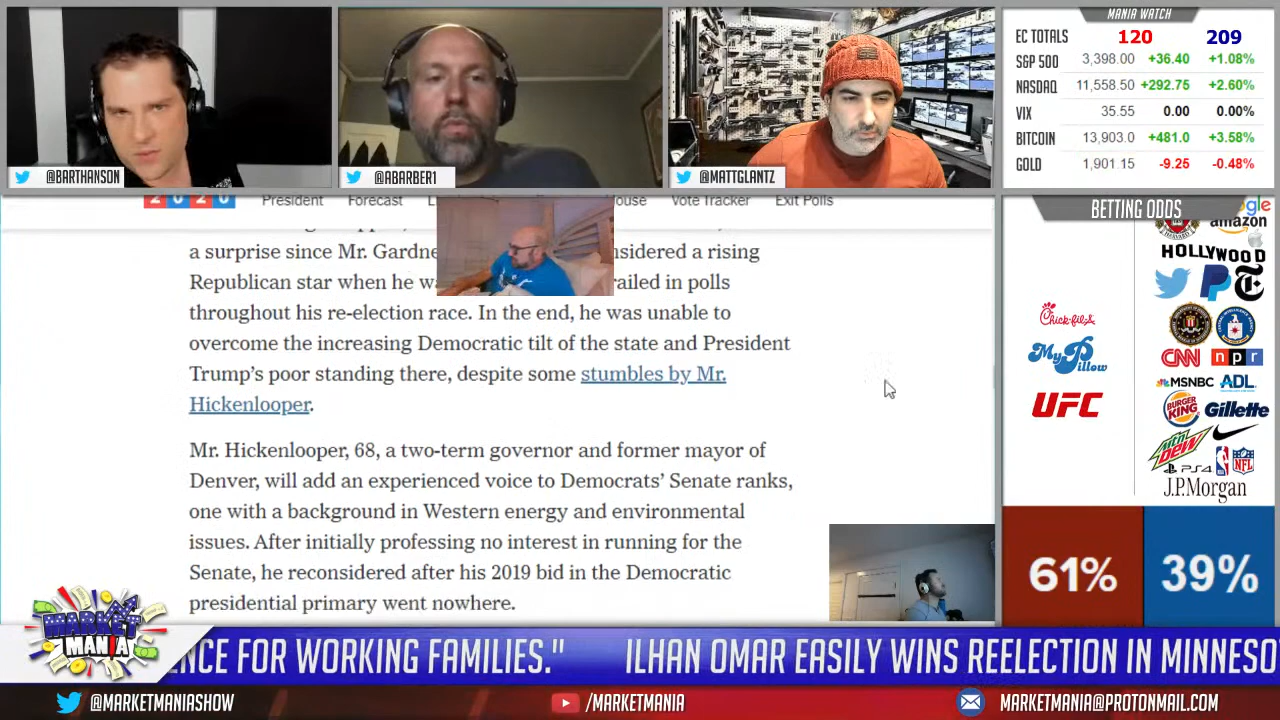 @BARTHANSON
@ABARBER1
@MATTGLANTZ
MANIA WATCH
EC TOTALS 120 209
S&P 500 3,398.00 +36.40 +1.08%
NASDAQ 11,558.50 +292.75 +2.60%
VIX 35.55 0.00 0.00%
BITCOIN 13,903.0 +481.0 +3.58%
GOLD 1,901.15 -9.25 -0.48%
2020 President Forecast Vote Tracker Exit Polls
a surprise since Mr. Gardne nsidered a rising
Republican star when he wa railed in polls
throughout his re-election race. In the end, he was unable to
overcome the increasing Democratic tilt of the state and President
Trump's poor standing there, despite some stumbles by Mr.
Hickenlooper.
Mr. Hickenlooper, 68, a two-term governor and former mayor of
Denver, will add an experienced voice to Democrats' Senate ranks,
one with a background in Western energy and environmental
issues. After initially professing no interest in running for the
Senate, he reconsidered after his 2019 bid in the Democratic
presidential primary went nowhere.
BETTING ODDS
Chick-fil-A
MyPillow
UFC
gle
amazon
HOLLYWOOD
CNN npr
MSNBC ADL
BURGER KING Gillette
Mtn DEW
PS4 NBA NFL
J.P.Morgan
61% 39%
MARKET
MANIA
ENCE FOR WORKING FAMILIES." ILHAN OMAR EASILY WINS REELECTION IN MINNESO
@MARKETMANIASHOW /MARKETMANIA MARKETMANIA@PROTONMAIL.COM